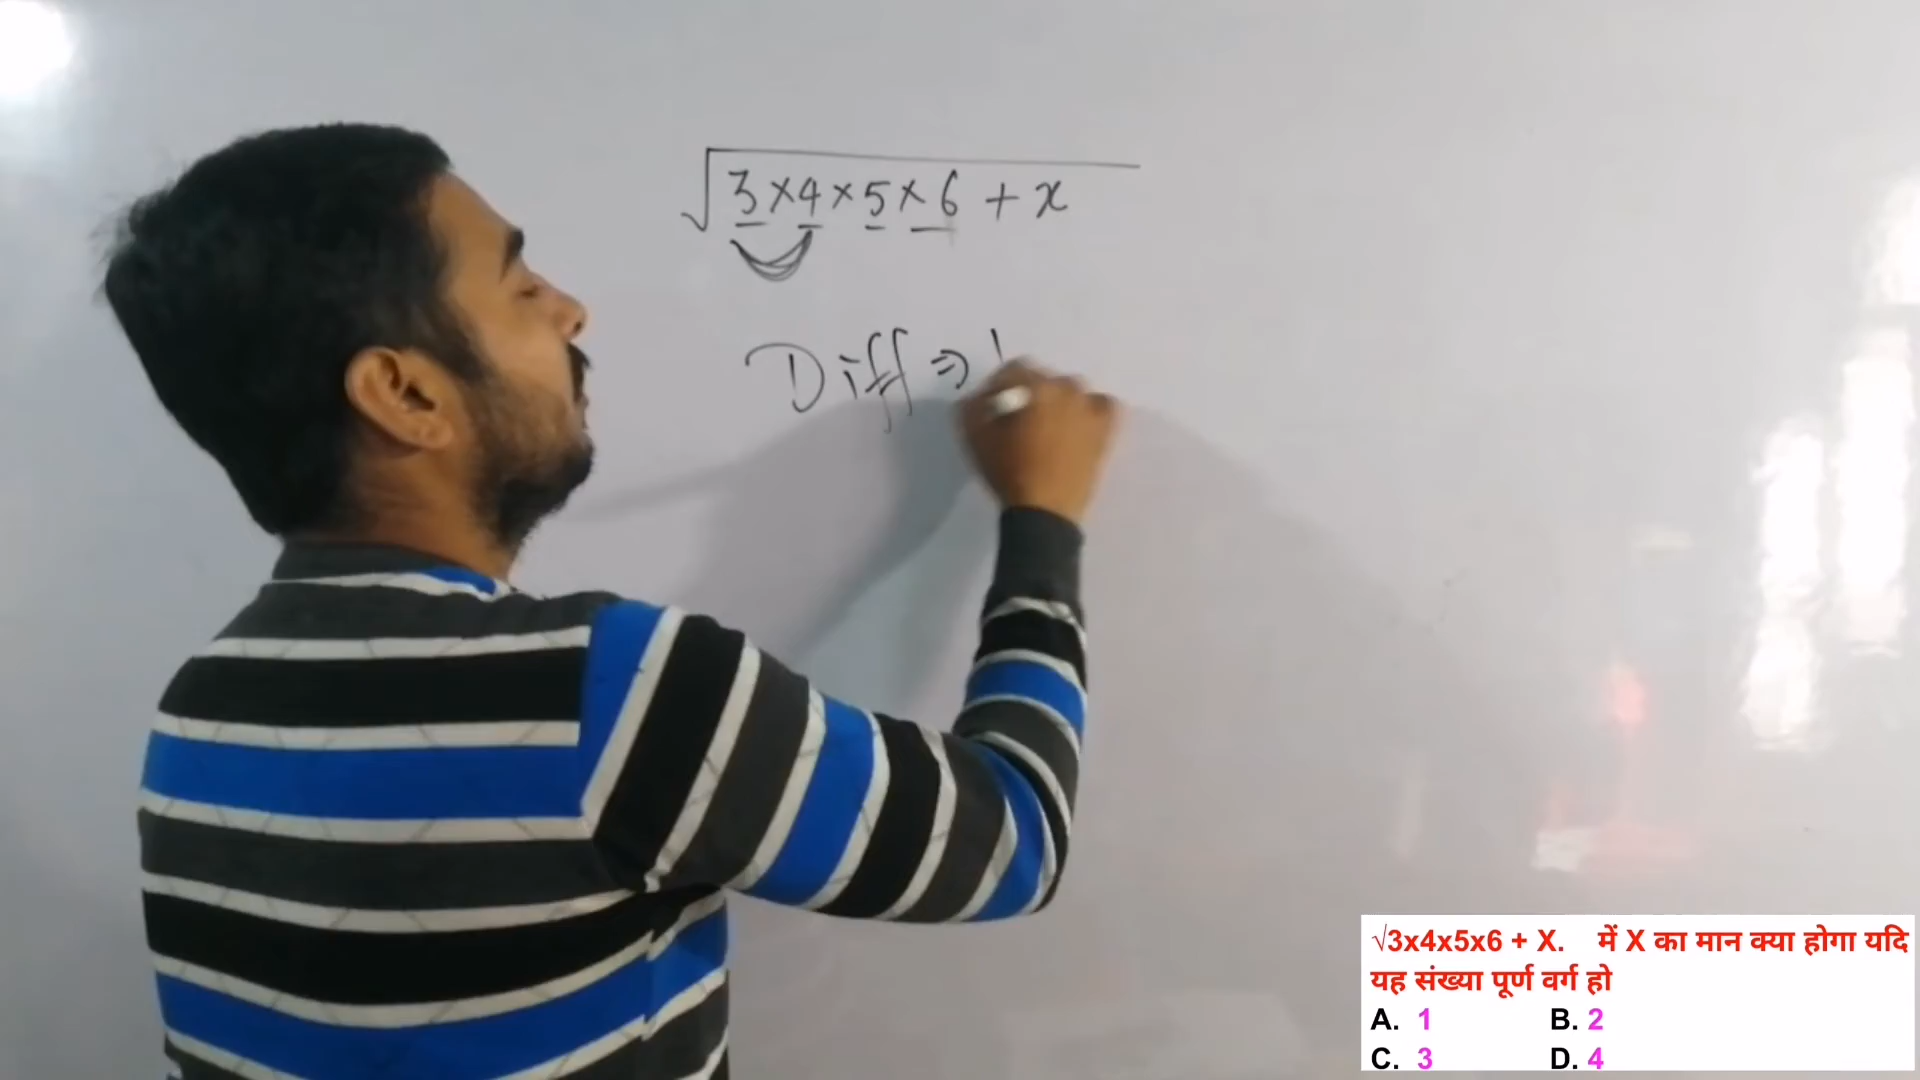 √3×4×5×6 + x
Diff ⇒ 1
√3x4x5x6 + X. में X का मान क्या होगा यदि
यह संख्या पूर्ण वर्ग हो
A. 1 B. 2
C. 3 D. 4